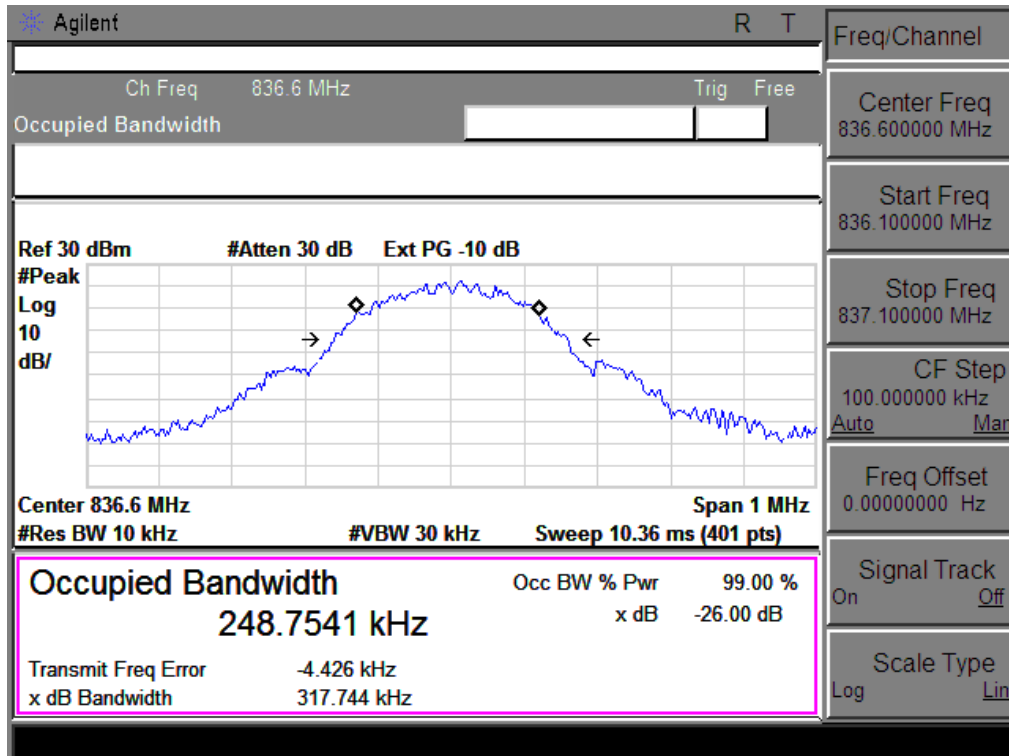 Agilent R T
Freq/Channel
Ch Freq 836.6 MHz Trig Free
Occupied Bandwidth
Center Freq
836.600000 MHz
Start Freq
836.100000 MHz
Stop Freq
837.100000 MHz
CF Step
100.000000 kHz
Auto Man
Freq Offset
0.00000000 Hz
Signal Track
On Off
Scale Type
Log Lin
Ref 30 dBm #Atten 30 dB Ext PG -10 dB
#Peak
Log
10
dB/
Center 836.6 MHz Span 1 MHz
#Res BW 10 kHz #VBW 30 kHz Sweep 10.36 ms (401 pts)
Occupied Bandwidth Occ BW % Pwr 99.00 %
248.7541 kHz x dB -26.00 dB
Transmit Freq Error -4.426 kHz
x dB Bandwidth 317.744 kHz